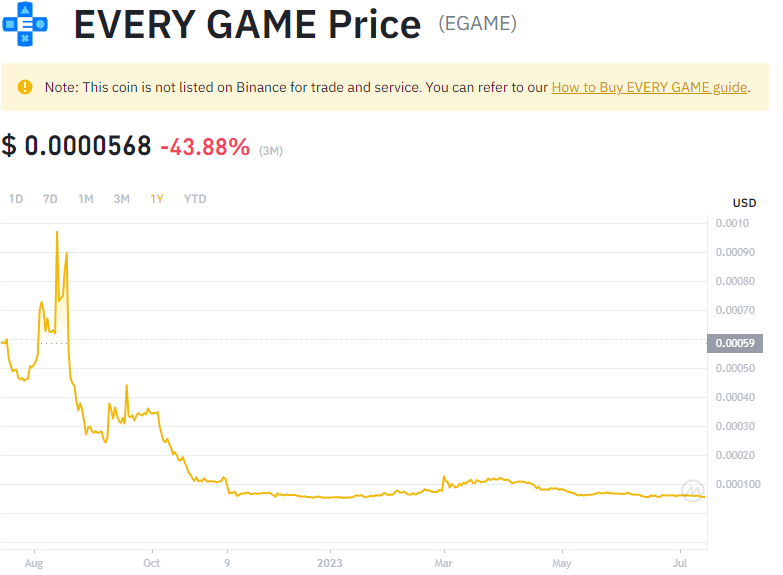 EVERY GAME Price (EGAME)
Note: This coin is not listed on Binance for trade and service. You can refer to our How to Buy EVERY GAME guide.
$ 0.0000568 -43.88% (3M)
1D 7D 1M 3M 1Y YTD
USD
0.0010
0.00090
0.00080
0.00070
0.00059
0.00050
0.00040
0.00030
0.00020
0.000100
Aug Oct 9 2023 Mar May Jul